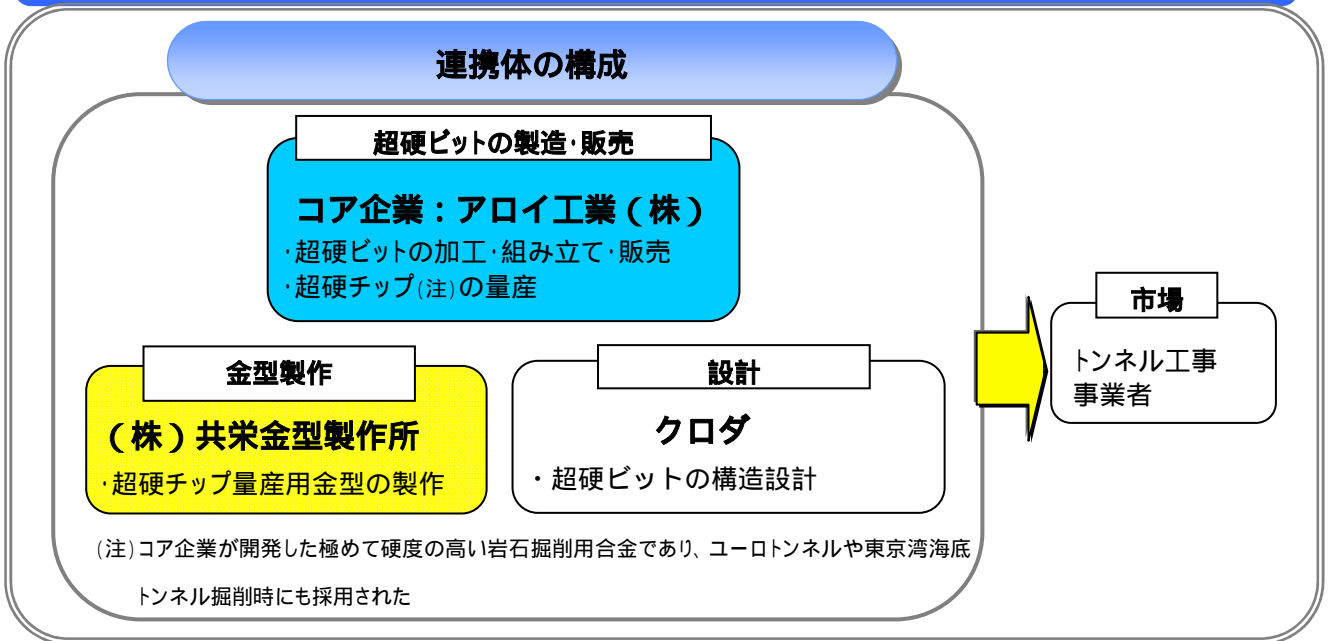 連携体の構成
超硬ビットの製造･販売
コア企業：アロイ工業（株）
･超硬ビットの加工･組み立て･販売
･超硬チップ(注)の量産
金型製作
（株）共栄金型製作所
･超硬チップ量産用金型の製作
設計
クロダ
・超硬ビットの構造設計
(注)コア企業が開発した極めて硬度の高い岩石掘削用合金であり、ユーロトンネルや東京湾海底
トンネル掘削時にも採用された
市場
トンネル工事
事業者